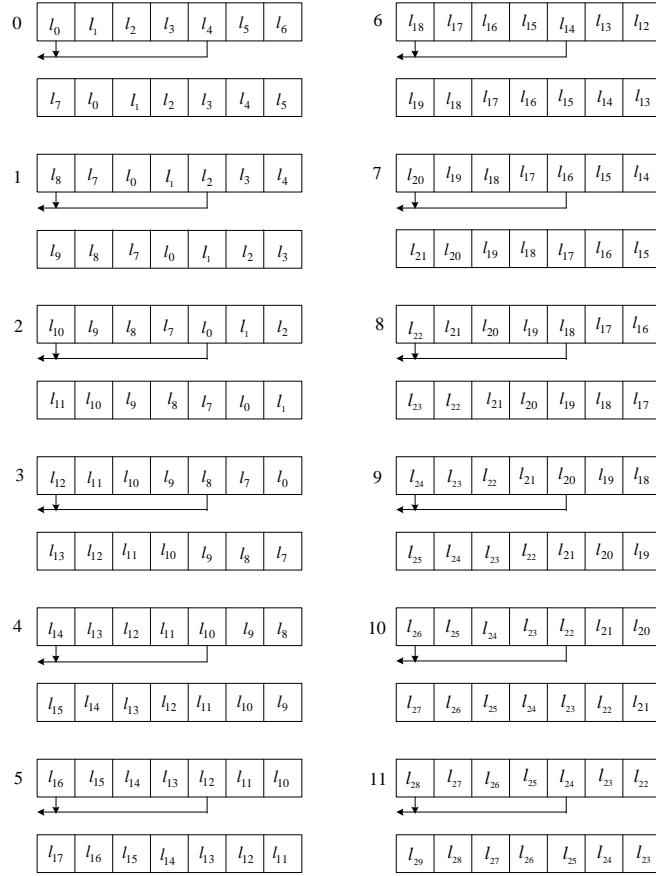 0 l₀ l₁ l₂ l₃ l₄ l₅ l₆
l₇ l₀ l₁ l₂ l₃ l₄ l₅
1 l₈ l₇ l₀ l₁ l₂ l₃ l₄
l₉ l₈ l₇ l₀ l₁ l₂ l₃
2 l₁₀ l₉ l₈ l₇ l₀ l₁ l₂
l₁₁ l₁₀ l₉ l₈ l₇ l₀ l₁
3 l₁₂ l₁₁ l₁₀ l₉ l₈ l₇ l₀
l₁₃ l₁₂ l₁₁ l₁₀ l₉ l₈ l₇
4 l₁₄ l₁₃ l₁₂ l₁₁ l₁₀ l₉ l₈
l₁₅ l₁₄ l₁₃ l₁₂ l₁₁ l₁₀ l₉
5 l₁₆ l₁₅ l₁₄ l₁₃ l₁₂ l₁₁ l₁₀
l₁₇ l₁₆ l₁₅ l₁₄ l₁₃ l₁₂ l₁₁
6 l₁₈ l₁₇ l₁₆ l₁₅ l₁₄ l₁₃ l₁₂
l₁₉ l₁₈ l₁₇ l₁₆ l₁₅ l₁₄ l₁₃
7 l₂₀ l₁₉ l₁₈ l₁₇ l₁₆ l₁₅ l₁₄
l₂₁ l₂₀ l₁₉ l₁₈ l₁₇ l₁₆ l₁₅
8 l₂₂ l₂₁ l₂₀ l₁₉ l₁₈ l₁₇ l₁₆
l₂₃ l₂₂ l₂₁ l₂₀ l₁₉ l₁₈ l₁₇
9 l₂₄ l₂₃ l₂₂ l₂₁ l₂₀ l₁₉ l₁₈
l₂₅ l₂₄ l₂₃ l₂₂ l₂₁ l₂₀ l₁₉
10 l₂₆ l₂₅ l₂₄ l₂₃ l₂₂ l₂₁ l₂₀
l₂₇ l₂₆ l₂₅ l₂₄ l₂₃ l₂₂ l₂₁
11 l₂₈ l₂₇ l₂₆ l₂₅ l₂₄ l₂₃ l₂₂
l₂₉ l₂₈ l₂₇ l₂₆ l₂₅ l₂₄ l₂₃